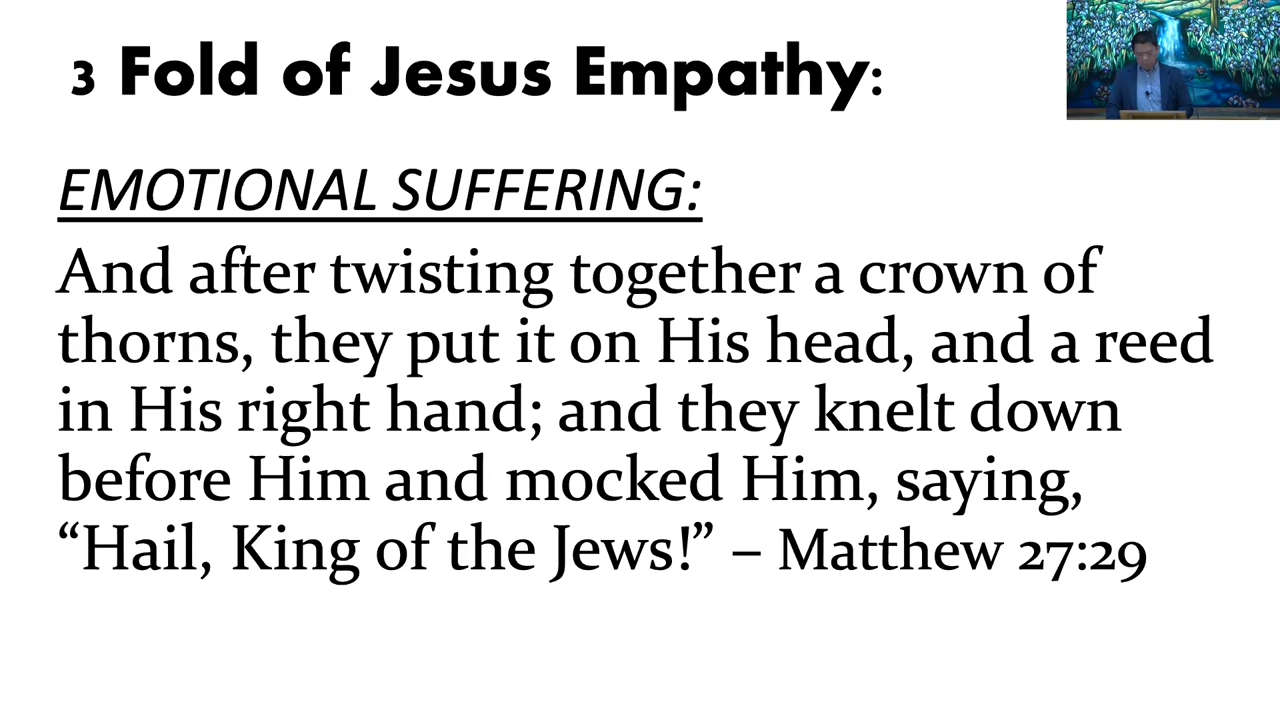 3 Fold of Jesus Empathy:
EMOTIONAL SUFFERING:
And after twisting together a crown of
thorns, they put it on His head, and a reed
in His right hand; and they knelt down
before Him and mocked Him, saying,
“Hail, King of the Jews!” – Matthew 27:29